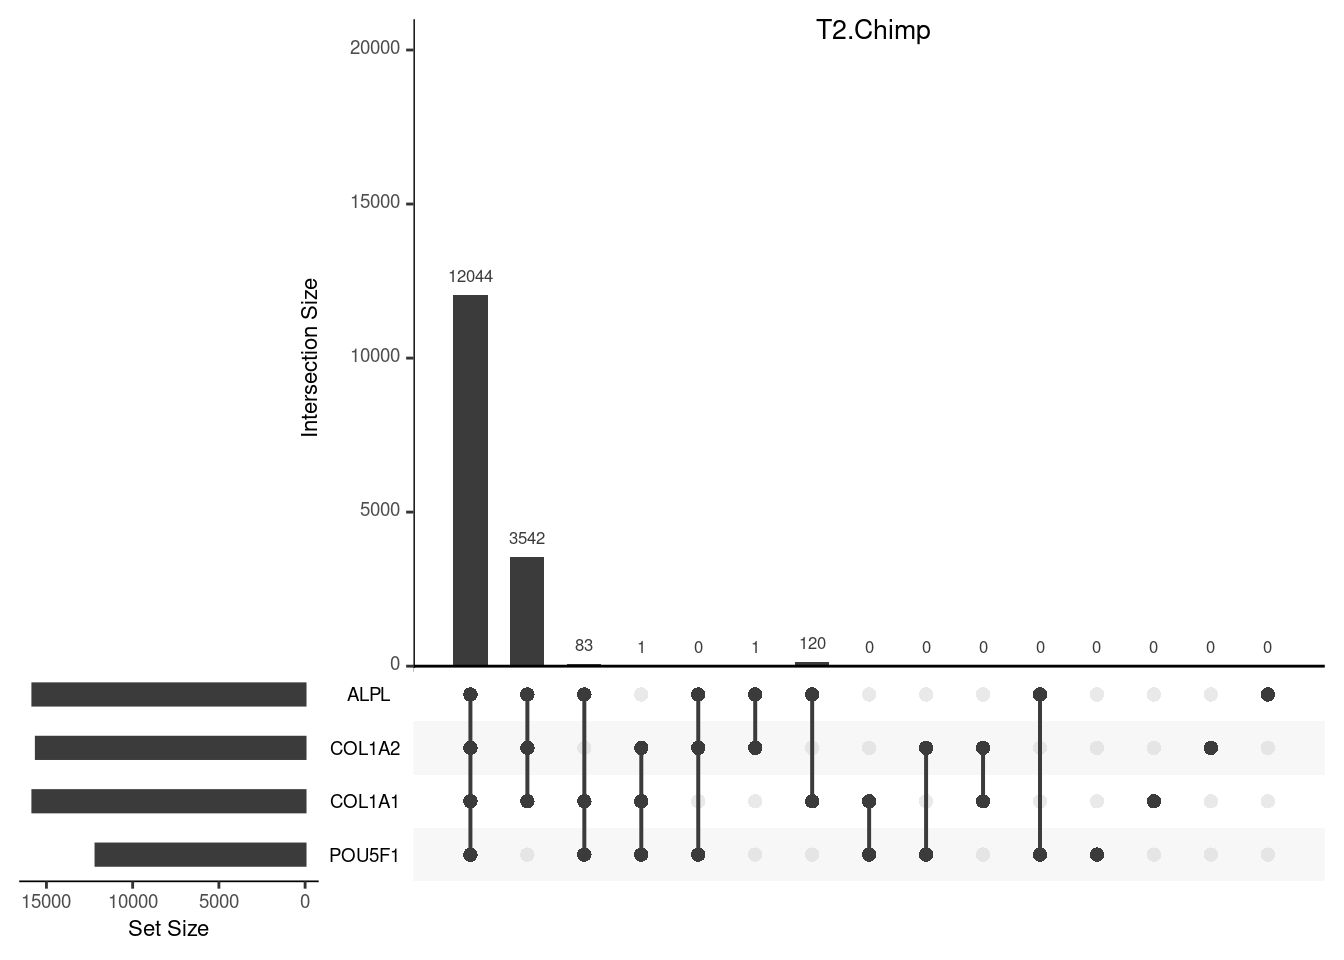 T2.Chimp
20000
15000
10000
5000
0
Intersection Size
12044
3542
83
1
0
1
120
0
0
0
0
0
0
0
0
ALPL
COL1A2
COL1A1
POU5F1
15000 10000 5000 0
Set Size